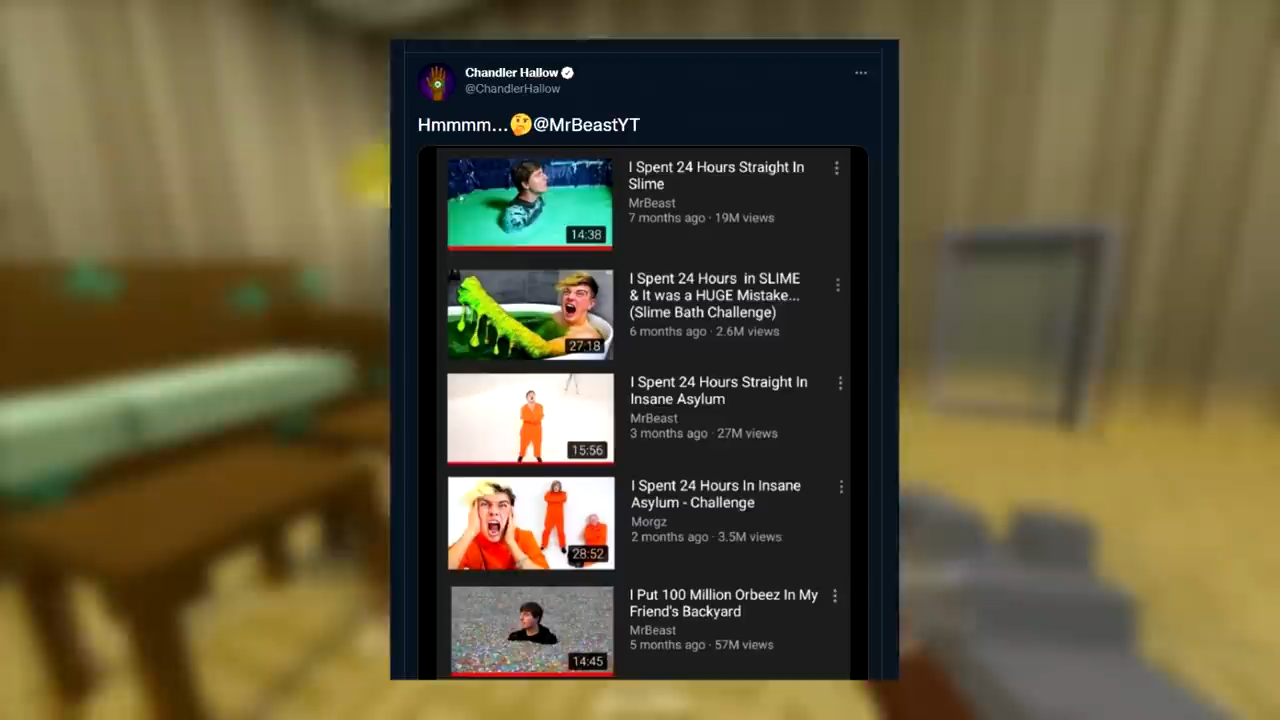 Chandler Hallow
@ChandlerHallow
Hmmmm...🤔@MrBeastYT
I Spent 24 Hours Straight In
Slime
MrBeast
7 months ago · 19M views
14:38
I Spent 24 Hours in SLIME
& It was a HUGE Mistake...
(Slime Bath Challenge)
6 months ago · 2.6M views
27:18
I Spent 24 Hours Straight In
Insane Asylum
MrBeast
3 months ago · 27M views
15:56
I Spent 24 Hours In Insane
Asylum - Challenge
Morgz
2 months ago · 3.5M views
28:52
I Put 100 Million Orbeez In My
Friend's Backyard
MrBeast
5 months ago · 57M views
14:45